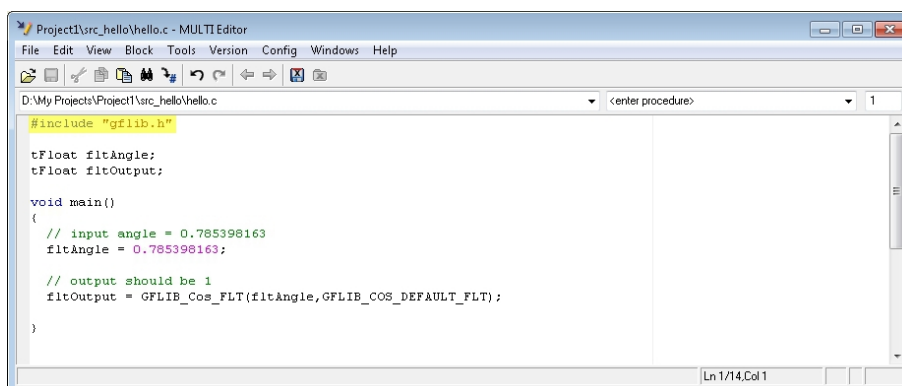 Project1\src_hello\hello.c - MULTI Editor
File Edit View Block Tools Version Config Windows Help
D:\My Projects\Project1\src_hello\hello.c <enter procedure> 1
#include "gflib.h"
tFloat fltAngle;
tFloat fltOutput;
void main()
{
// input angle = 0.785398163
fltAngle = 0.785398163;
// output should be 1
fltOutput = GFLIB_Cos_FLT(fltAngle,GFLIB_COS_DEFAULT_FLT);
}
Ln 1/14,Col 1